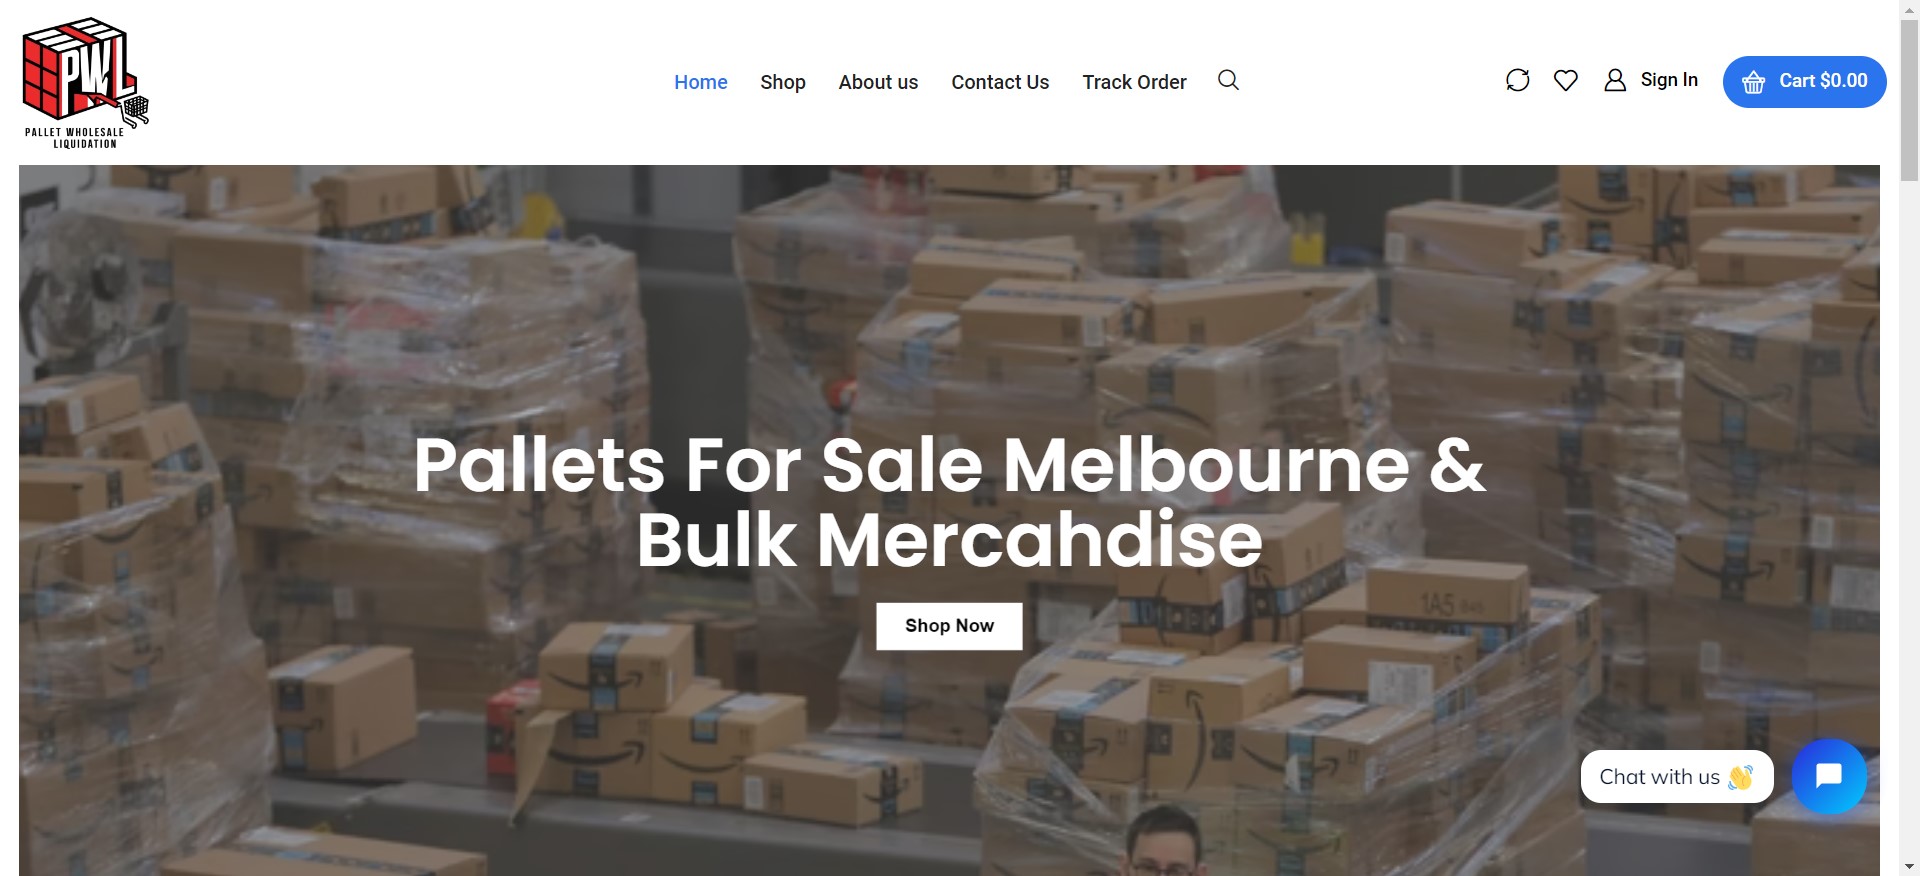 PWL
PALLET WHOLESALE
LIQUIDATION
Home
Shop
About us
Contact Us
Track Order
Sign In
Cart $0.00
Pallets For Sale Melbourne &
Bulk Mercahdise
Shop Now
1A5
Chat with us